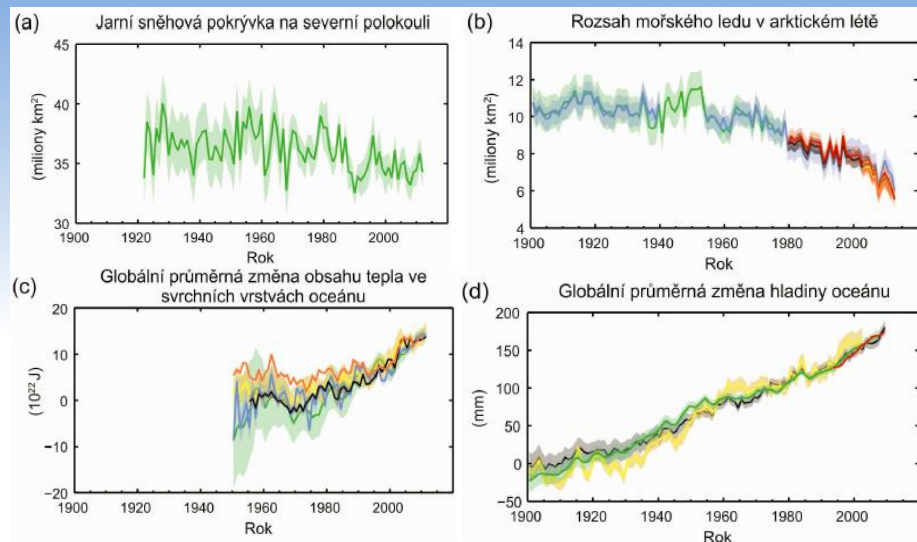 (a)
Jarní sněhová pokrývka na severní polokouli
45
40
35
30
(miliony km²)
1900 1920 1940 1960 1980 2000
Rok
(b)
Rozsah mořského ledu v arktickém létě
14
12
10
8
6
4
(miliony km²)
1900 1920 1940 1960 1980 2000
Rok
(c)
Globální průměrná změna obsahu tepla ve
svrchních vrstvách oceánu
20
10
0
−10
−20
(10²² J)
1900 1920 1940 1960 1980 2000
Rok
(d)
Globální průměrná změna hladiny oceánu
200
150
100
50
0
−50
(mm)
1900 1920 1940 1960 1980 2000
Rok